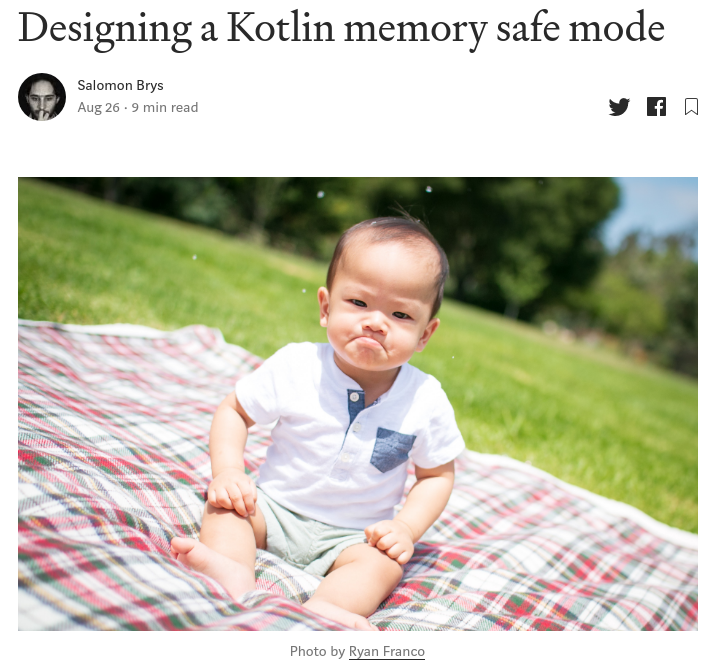 Designing a Kotlin memory safe mode
Salomon Brys
Aug 26 · 9 min read
Photo by Ryan Franco